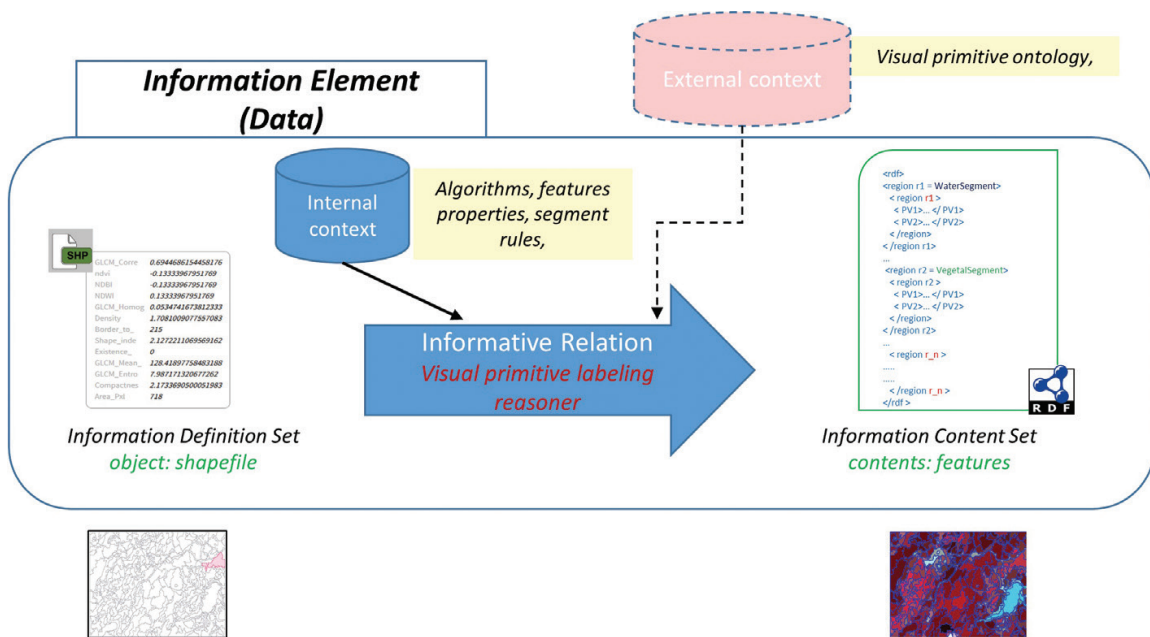 External context
Visual primitive ontology,
Information Element
(Data)
Internal
context
Algorithms, features
properties, segment
rules,
SHP
GLCM_Corre 0.6944686154458176
ndvi -0.13333967951769
NDBI -0.13333967951769
NDWI 0.13333967951769
GLCM_Homog 0.0534741673812333
Density 1.7081009077557083
Border_to_ 215
Shape_inde 2.1272211069569162
Existence_ 0
GLCM_Mean_ 128.41897758483188
GLCM_Entro 7.987171320677262
Compactnes 2.1733690500051983
Area_Pxl 718
Information Definition Set
object: shapefile
Informative Relation
Visual primitive labeling
reasoner
<rdf>
<region r1 = WaterSegment>
< region r1 >
< PV1>... </ PV1>
< PV2>... </ PV2>
< /region>
</ region r1>
...
<region r2 = VegetalSegment>
< region r2 >
< PV1>... </ PV1>
< PV2>... </ PV2>
< /region>
</ region r2>
...
< region r_n >
.....
.....
< /region r_n >
</rdf >
RDF
Information Content Set
contents: features